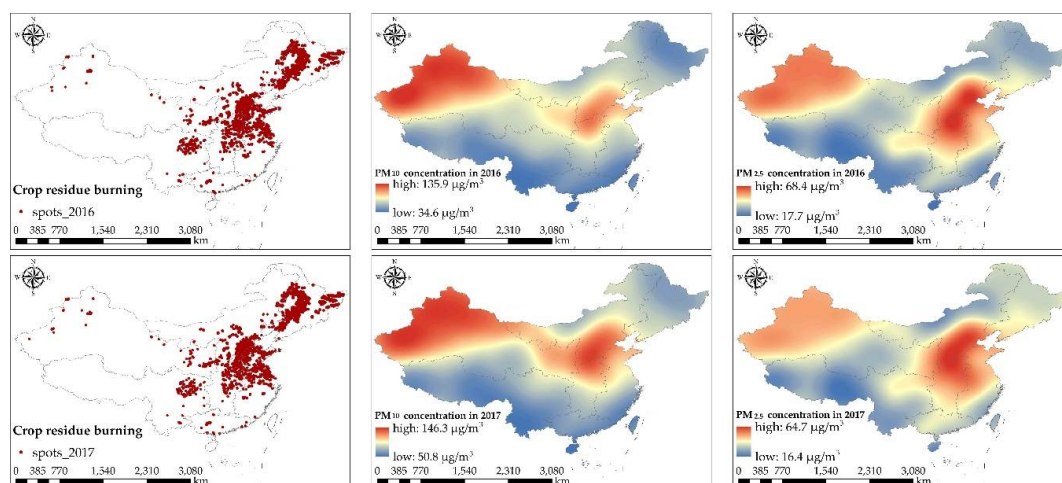 N
W E
S
Crop residue burning
spots_2016
0 385 770 1,540 2,310 3,080
km
N
W E
S
PM10 concentration in 2016
high: 135.9 µg/m³
low: 34.6 µg/m³
0 385 770 1,540 2,310 3,080
km
N
W E
S
PM2.5 concentration in 2016
high: 68.4 µg/m³
low: 17.7 µg/m³
0 385 770 1,540 2,310 3,080
km
N
W E
S
Crop residue burning
spots_2017
0 385 770 1,540 2,310 3,080
km
N
W E
S
PM10 concentration in 2017
high: 146.3 µg/m³
low: 50.8 µg/m³
0 385 770 1,540 2,310 3,080
km
N
W E
S
PM2.5 concentration in 2017
high: 64.7 µg/m³
low: 16.4 µg/m³
0 385 770 1,540 2,310 3,080
km